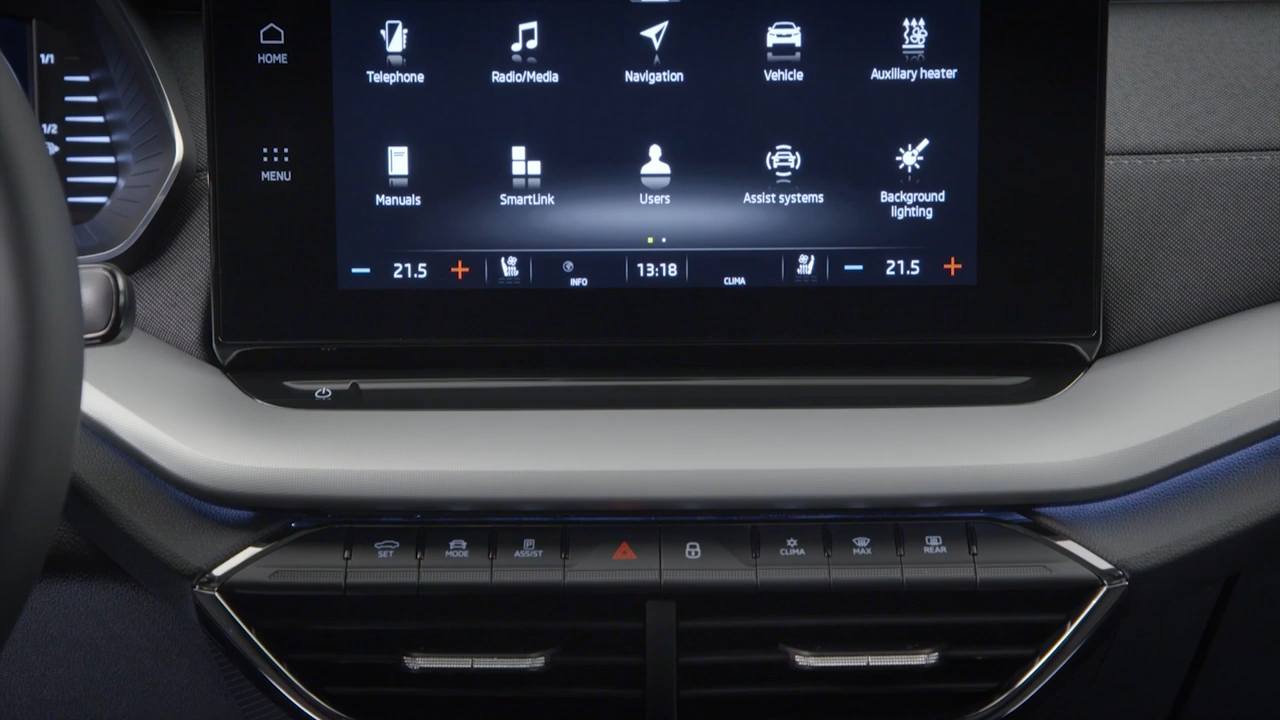 1/1
1/2
HOME
MENU
Telephone
Radio/Media
Navigation
Vehicle
Auxiliary heater
Manuals
SmartLink
Users
Assist systems
Background
lighting
21.5
INFO
13:18
CLIMA
21.5
SET
MODE
P
ASSIST
CLIMA
MAX
REAR